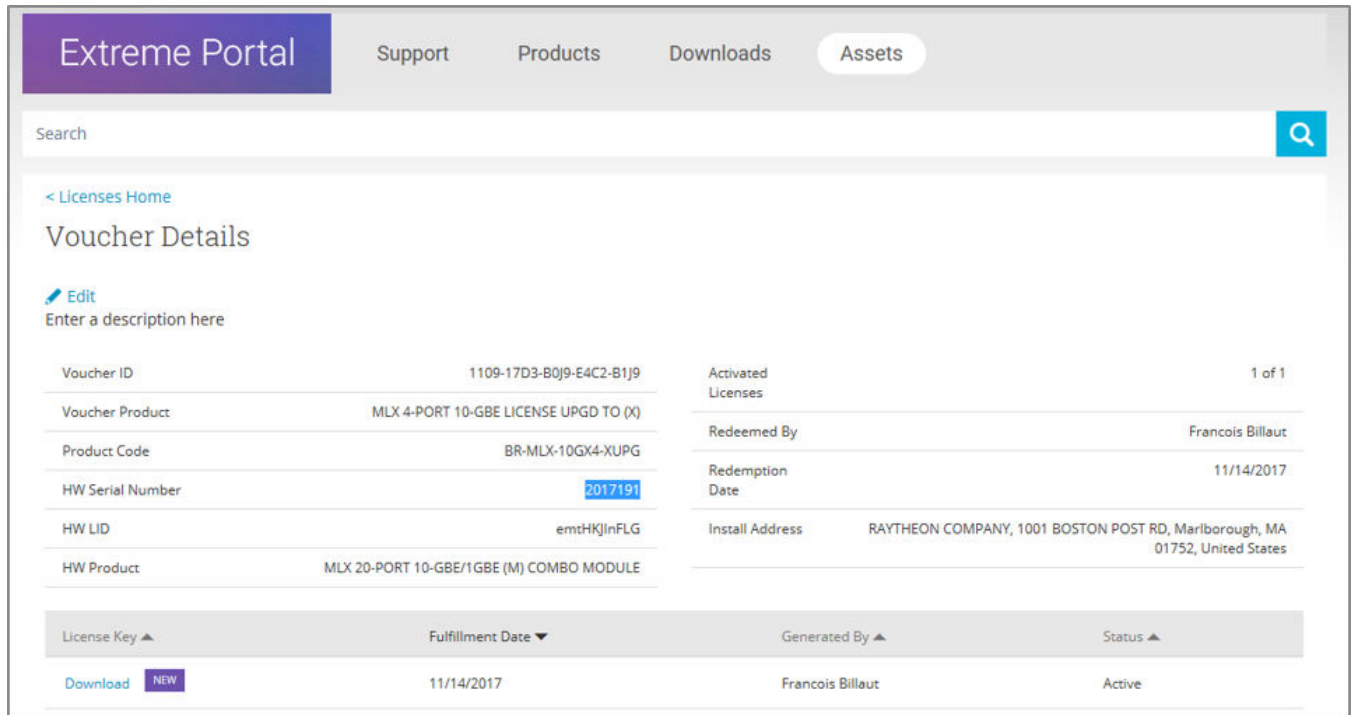 Extreme Portal Support Products Downloads Assets
Search
< Licenses Home
Voucher Details
Edit
Enter a description here
Voucher ID 1109-17D3-B0J9-E4C2-B1J9
Voucher Product MLX 4-PORT 10-GBE LICENSE UPGD TO (X)
Product Code BR-MLX-10GX4-XUPG
HW Serial Number 2017191
HW LID emtHKJInFLG
HW Product MLX 20-PORT 10-GBE/1GBE (M) COMBO MODULE
Activated 1 of 1
Licenses
Redeemed By Francois Billaut
Redemption 11/14/2017
Date
Install Address RAYTHEON COMPANY, 1001 BOSTON POST RD, Marlborough, MA
01752, United States
License Key Fulfillment Date Generated By Status
Download NEW 11/14/2017 Francois Billaut Active